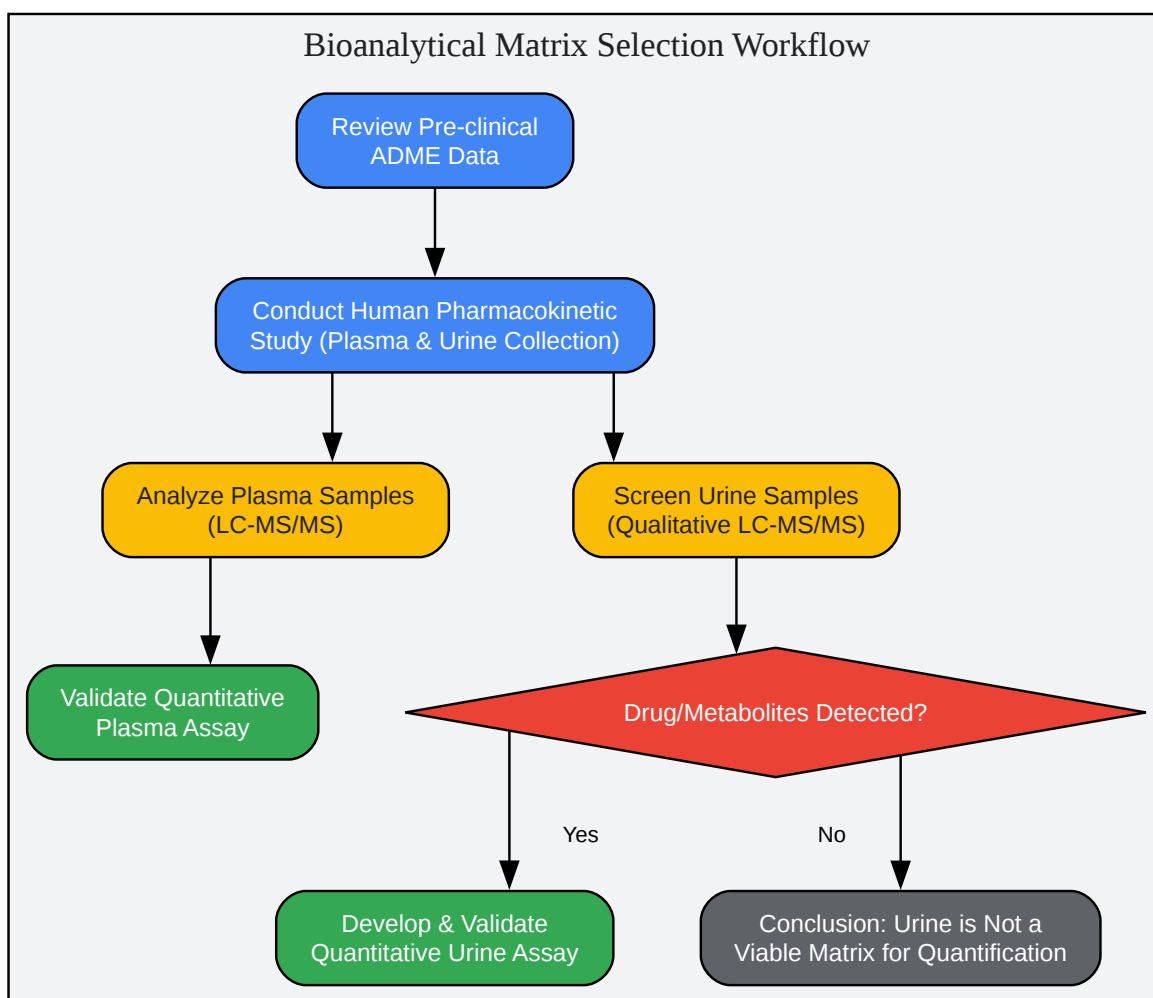 Bioanalytical Matrix Selection Workflow
Review Pre-clinical
ADME Data
Conduct Human Pharmacokinetic
Study (Plasma & Urine Collection)
Analyze Plasma Samples
(LC-MS/MS)
Screen Urine Samples
(Qualitative LC-MS/MS)
Validate Quantitative
Plasma Assay
Drug/Metabolites Detected?
Yes
No
Develop & Validate
Quantitative Urine Assay
Conclusion: Urine is Not a
Viable Matrix for Quantification